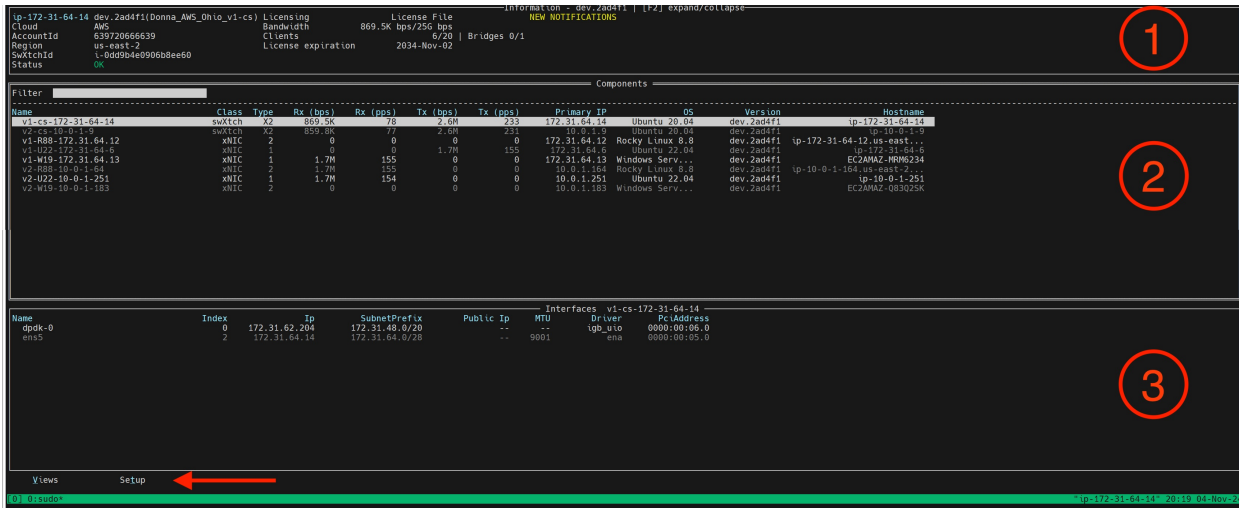 Information - dev.2ad4f1 | [F2] expand/collapse
ip-172-31-64-14 dev.2ad4f1(Donna_AWS_Ohio_v1-cs) Licensing License File NEW NOTIFICATIONS
Cloud AWS Bandwidth 869.5K bps/25G bps
AccountId 639720666639 Clients 6/20 | Bridges 0/1
Region us-east-2 License expiration 2034-Nov-02
SwXtchId i-0dd9b4e0906b8ee60
Status OK
1
Components
Filter
Name Class Type Rx (bps) Rx (pps) Tx (bps) Tx (pps) Primary IP OS Version Hostname
v1-cs-172-31-64-14 swXtch X2 869.5K 78 2.6M 233 172.31.64.14 Ubuntu 20.04 dev.2ad4f1 ip-172-31-64-14
v2-cs-10-0-1-9 swXtch X2 859.8K 77 2.6M 231 10.0.1.9 Ubuntu 20.04 dev.2ad4f1 ip-10-0-1-9
v1-R88-172.31.64.12 xNIC 2 0 0 0 0 172.31.64.12 Rocky Linux 8.8 dev.2ad4f1 ip-172-31-64-12.us-east...
v1-U22-172-31-64-6 xNIC 1 0 0 1.7M 155 172.31.64.6 Ubuntu 22.04 dev.2ad4f1 ip-172-31-64-6
v1-W19-172.31.64.13 xNIC 1 1.7M 155 0 0 172.31.64.13 Windows Serv... dev.2ad4f1 EC2AMAZ-MRM6234
v2-R88-10-0-1-64 xNIC 2 1.7M 155 0 0 10.0.1.164 Rocky Linux 8.8 dev.2ad4f1 ip-10-0-1-164.us-east-2...
v2-U22-10-0-1-251 xNIC 1 1.7M 154 0 0 10.0.1.251 Ubuntu 22.04 dev.2ad4f1 ip-10-0-1-251
v2-W19-10-0-1-183 xNIC 2 0 0 0 0 10.0.1.183 Windows Serv... dev.2ad4f1 EC2AMAZ-Q83Q2SK
2
Interfaces v1-cs-172-31-64-14
Name Index Ip SubnetPrefix Public Ip MTU Driver PciAddress
dpdk-0 0 172.31.62.204 172.31.48.0/20 -- -- igb_uio 0000:00:06.0
ens5 2 172.31.64.14 172.31.64.0/28 -- 9001 ena 0000:00:05.0
3
Views Setup
[0] 0:sudo* "ip-172-31-64-14" 20:19 04-Nov-24